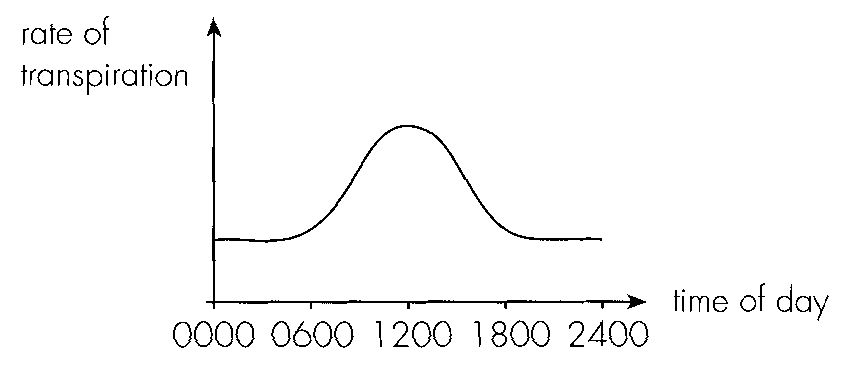 rate of
transpiration
time of day
0000 0600 1200 1800 2400